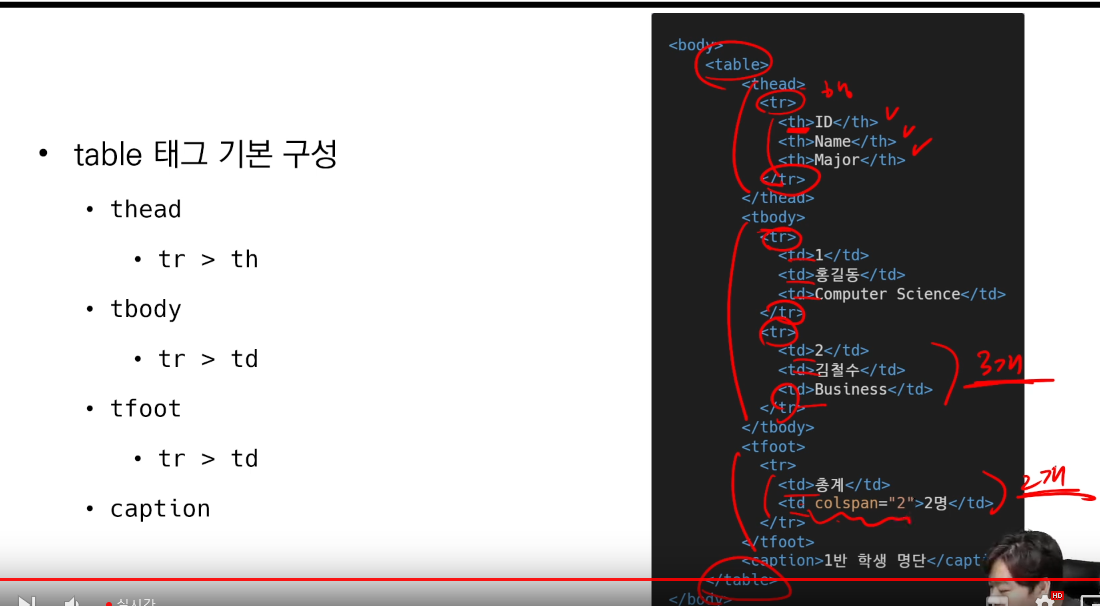 • table 태그 기본 구성
• thead
• tr > th
• tbody
• tr > td
• tfoot
• tr > td
• caption
<body>
<table>
<thead>
<tr>
<th>ID</th>
<th>Name</th>
<th>Major</th>
</tr>
</thead>
<tbody>
<tr>
<td>1</td>
<td>홍길동</td>
<td>Computer Science</td>
</tr>
<tr>
<td>2</td>
<td>김철수</td>
<td>Business</td>
</tr>
</tbody>
<tfoot>
<tr>
<td>총계</td>
<td colspan="2">2명</td>
</tr>
</tfoot>
<caption>1반 학생 명단</capti
</table>
</body>
3개
2개
실시간
HD